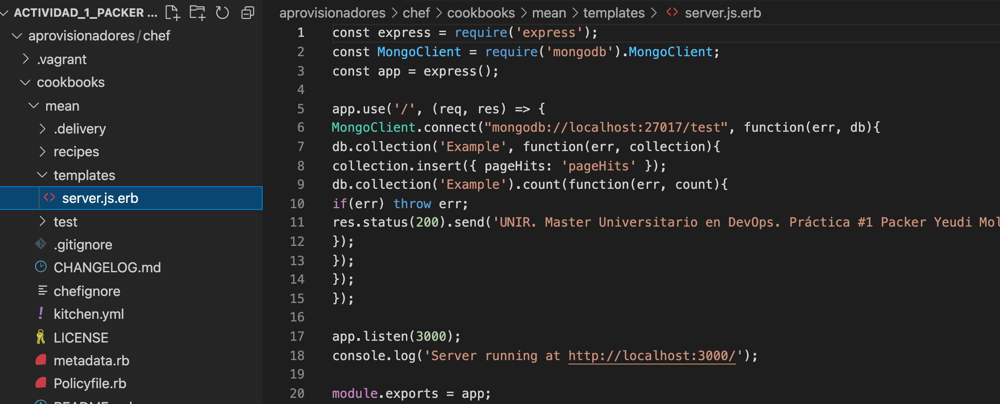 ACTIVIDAD_1_PACKER ...
aprovisionadores/chef
.vagrant
cookbooks
mean
.delivery
recipes
templates
server.js.erb
test
.gitignore
CHANGELOG.md
chefignore
kitchen.yml
LICENSE
metadata.rb
Policyfile.rb
aprovisionadores > chef > cookbooks > mean > templates > <> server.js.erb
1 const express = require('express');
2 const MongoClient = require('mongodb').MongoClient;
3 const app = express();
4
5 app.use('/', (req, res) => {
6 MongoClient.connect("mongodb://localhost:27017/test", function(err, db){
7 db.collection('Example', function(err, collection){
8 collection.insert({ pageHits: 'pageHits' });
9 db.collection('Example').count(function(err, count){
10 if(err) throw err;
11 res.status(200).send('UNIR. Master Universitario en DevOps. Práctica #1 Packer Yeudi Mol
12 });
13 });
14 });
15 });
16
17 app.listen(3000);
18 console.log('Server running at http://localhost:3000/');
19
20 module.exports = app;